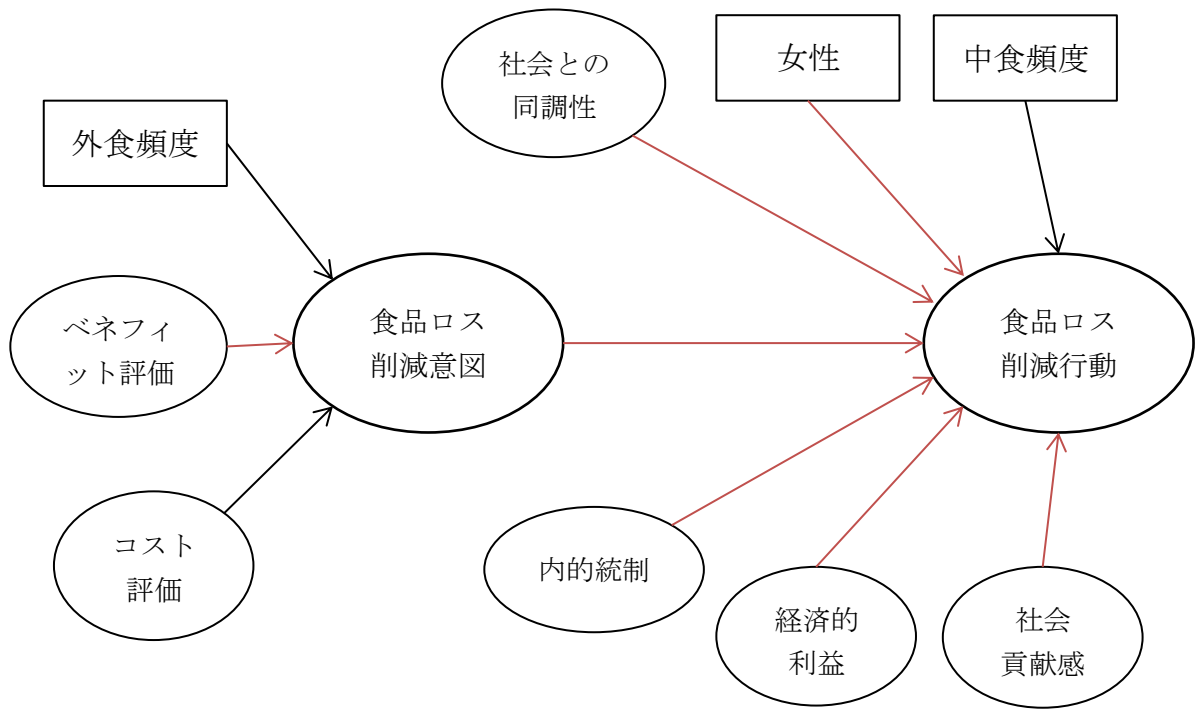 社会との
同調性
女性
中食頻度
外食頻度
ベネフィ
ット評価
食品ロス
削減意図
食品ロス
削減行動
コスト
評価
内的統制
経済的
利益
社会
貢献感